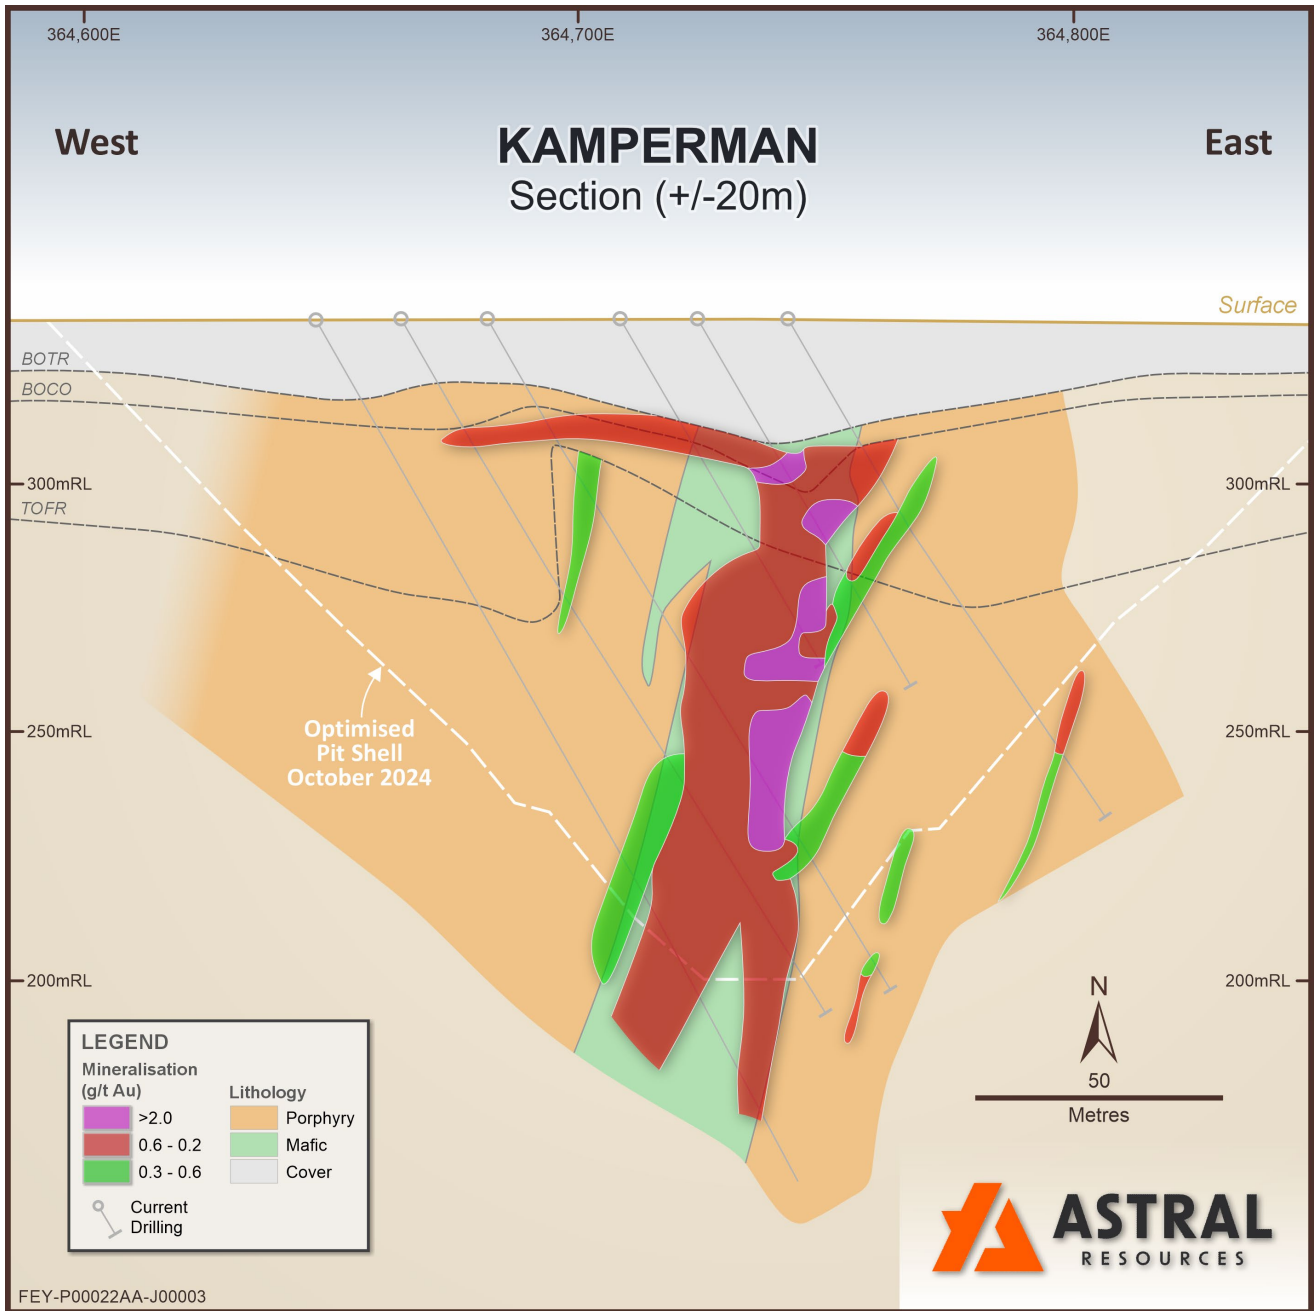 364,600E
364,700E
364,800E
West
KAMPERMAN
East
Section (+/-20m)
Surface
BOTR
BOCO
300mRL
300mRL
TOFR
Optimised
Pit Shell
October 2024
250mRL
250mRL
200mRL
200mRL
N
50
Metres
LEGEND
Mineralisation
(g/t Au)
>2.0
0.6 - 0.2
0.3 - 0.6
Current
Drilling
Lithology
Porphyry
Mafic
Cover
ASTRAL
RESOURCES
FEY-P00022AA-J00003